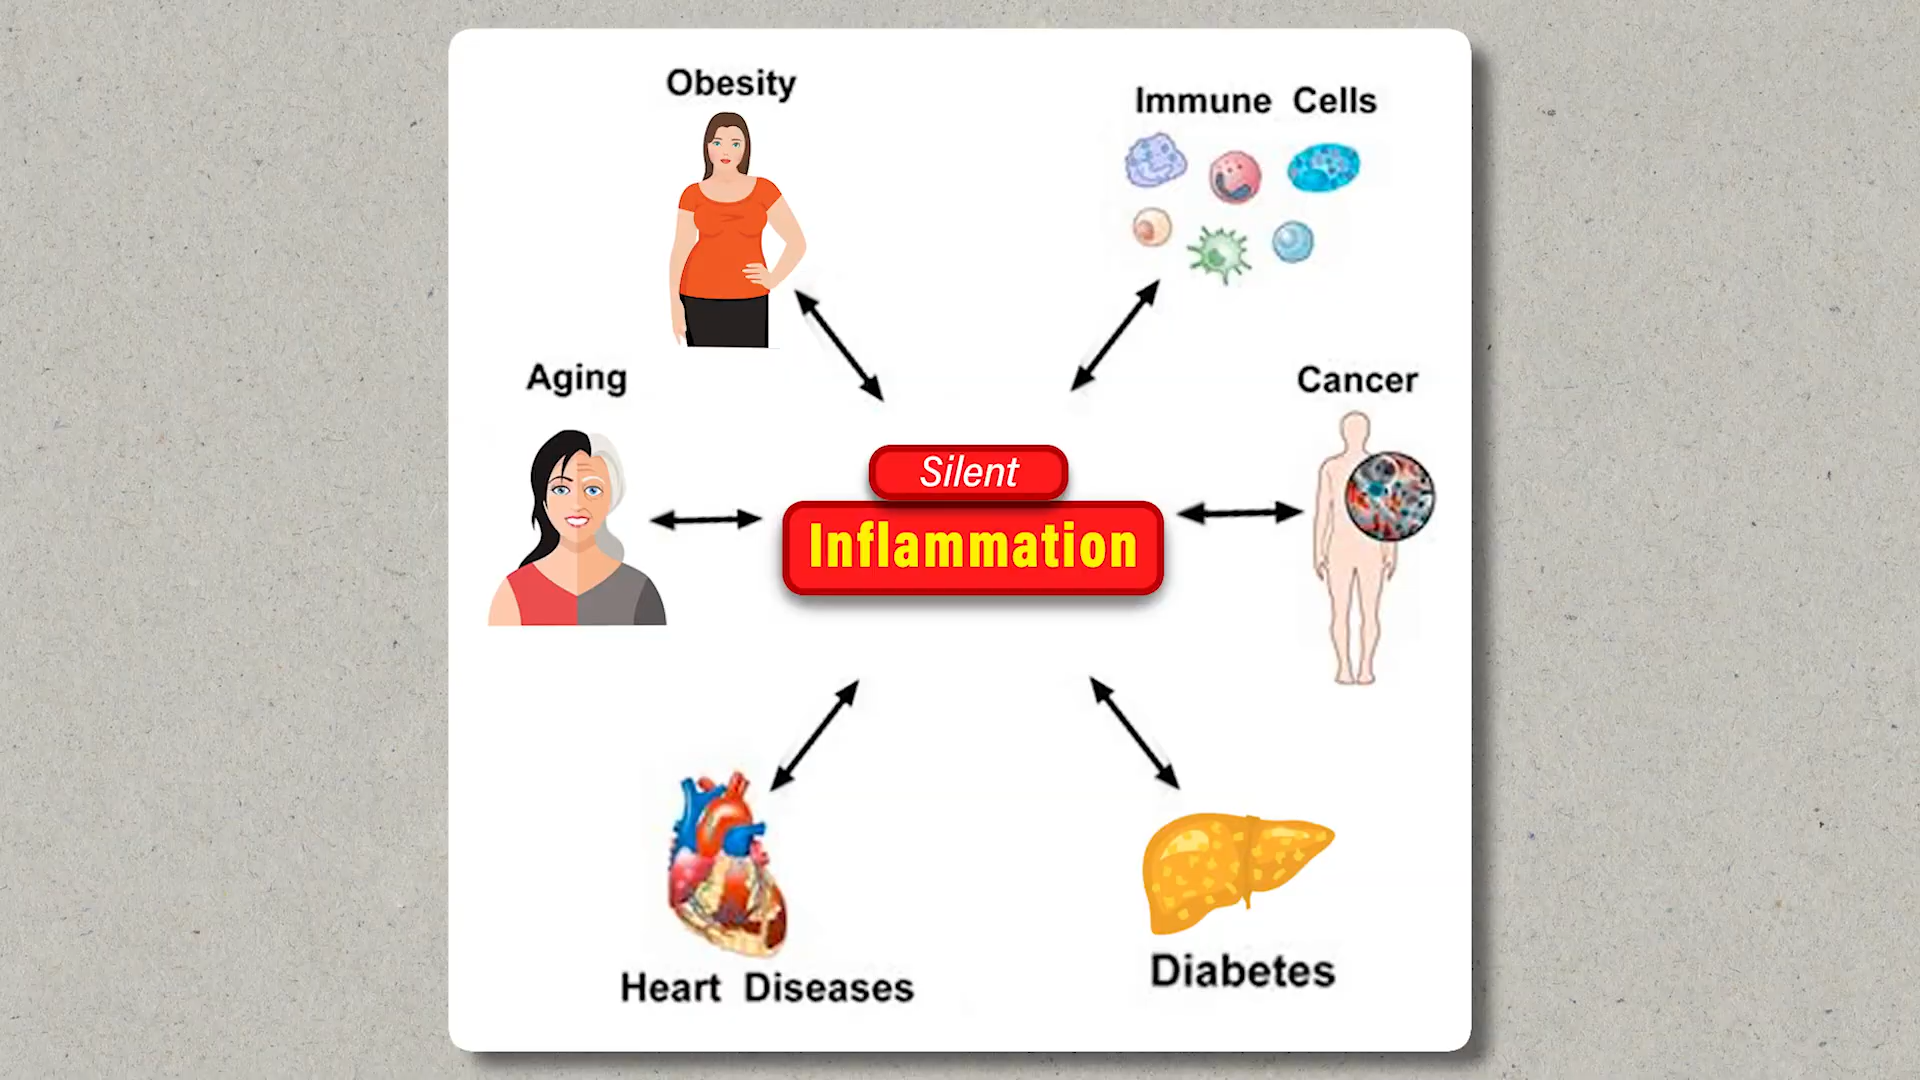 Obesity
Immune Cells
Aging
Cancer
Silent
Inflammation
Heart Diseases
Diabetes